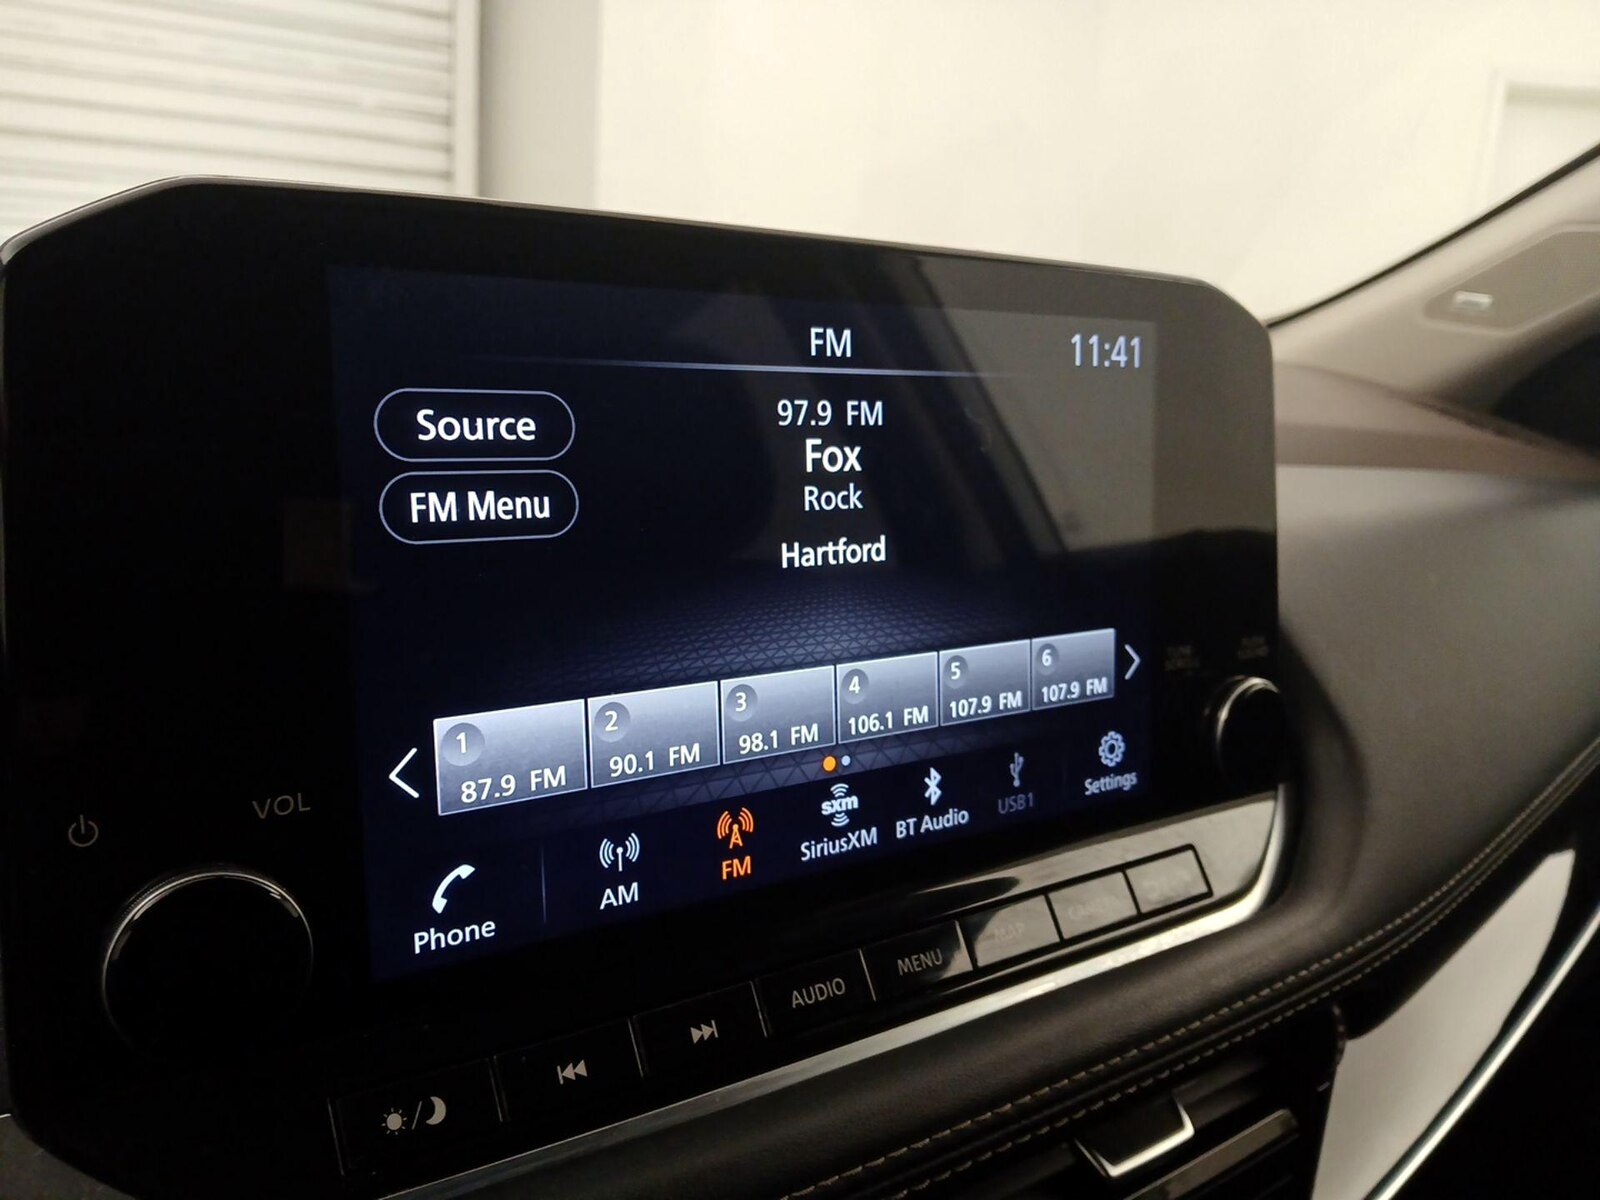 FM
11:41
Source
97.9 FM
Fox
FM Menu
Rock
Hartford
1
87.9 FM
2
90.1 FM
3
98.1 FM
4
106.1 FM
5
107.9 FM
6
107.9 FM
VOL
Phone
AM
FM
sxm
SiriusXM
BT Audio
USB1
Settings
AUDIO
MENU
MAP
CAMERA